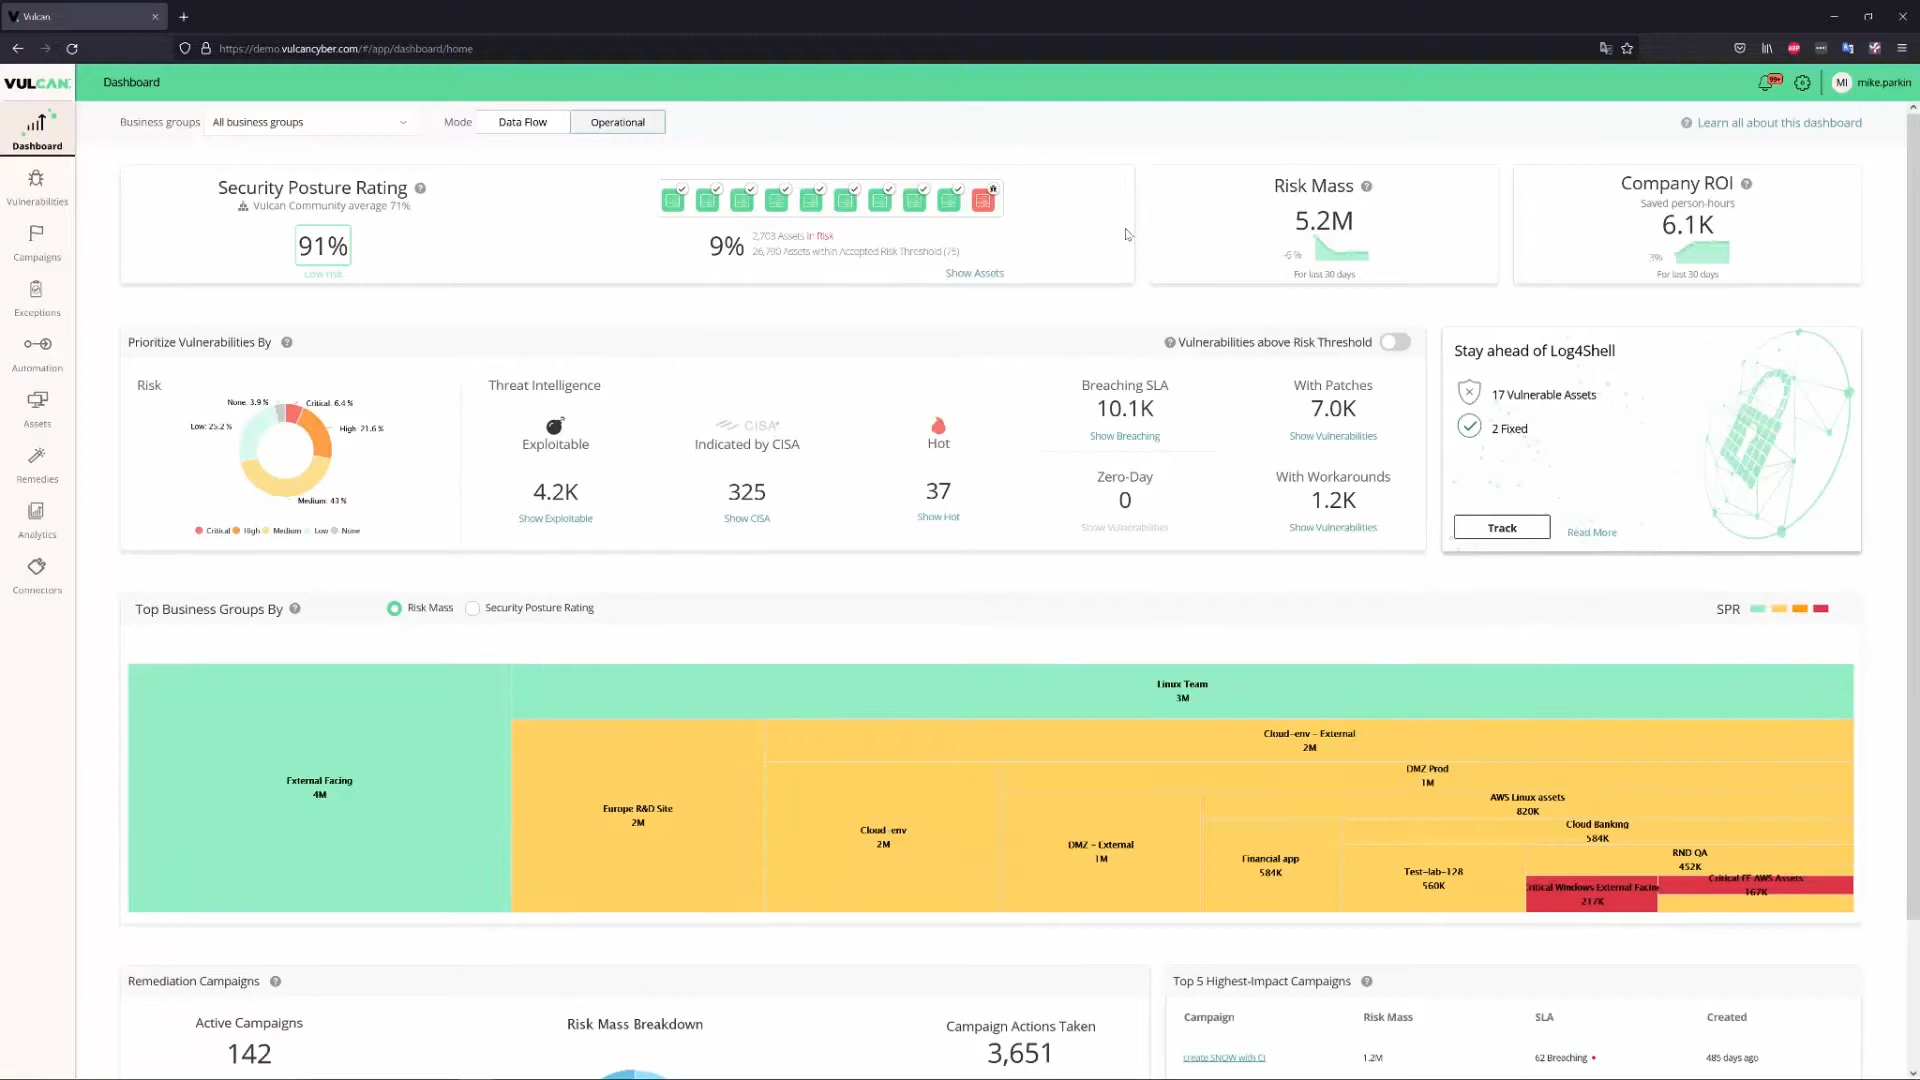 Vulcan
https://demo.vulcancyber.com/#/app/dashboard/home
VULCAN
Dashboard
99+
MI
mike.parkin
Dashboard
Vulnerabilities
Campaigns
Exceptions
Automation
Assets
Remedies
Analytics
Connectors
Business groups
All business groups
Mode
Data Flow
Operational
Learn all about this dashboard
Security Posture Rating
Vulcan Community average 71%
91%
Low risk
9%
2,703 Assets in Risk
26,790 Assets within Accepted Risk Threshold (75)
Show Assets
Risk Mass
5.2M
-6 %
For last 30 days
Company ROI
Saved person-hours
6.1K
3%
For last 30 days
Prioritize Vulnerabilities By
Vulnerabilities above Risk Threshold
Risk
None: 3.9 %
Critical: 6.4 %
Low: 25.2 %
High: 21.6 %
Medium: 43 %
Critical
High
Medium
Low
None
Threat Intelligence
Exploitable
4.2K
Show Exploitable
CISA
Indicated by CISA
325
Show CISA
Hot
37
Show Hot
Breaching SLA
10.1K
Show Breaching
Zero-Day
0
Show Vulnerabilities
With Patches
7.0K
Show Vulnerabilities
With Workarounds
1.2K
Show Vulnerabilities
Stay ahead of Log4Shell
17 Vulnerable Assets
2 Fixed
Track
Read More
Top Business Groups By
Risk Mass
Security Posture Rating
SPR
External Facing
4M
Linux Team
3M
Europe R&D Site
2M
Cloud-env - External
2M
Cloud-env
2M
DMZ Prod
1M
DMZ - External
1M
AWS Linux assets
820K
Financial app
584K
Cloud Banking
584K
Test-lab-128
560K
RND QA
452K
Critical Windows External Facin
217K
Critical EF AWS Assets
167K
Remediation Campaigns
Active Campaigns
142
Risk Mass Breakdown
Campaign Actions Taken
3,651
Top 5 Highest-Impact Campaigns
Campaign
Risk Mass
SLA
Created
create SNOW with CI
1.2M
62 Breaching
485 days ago